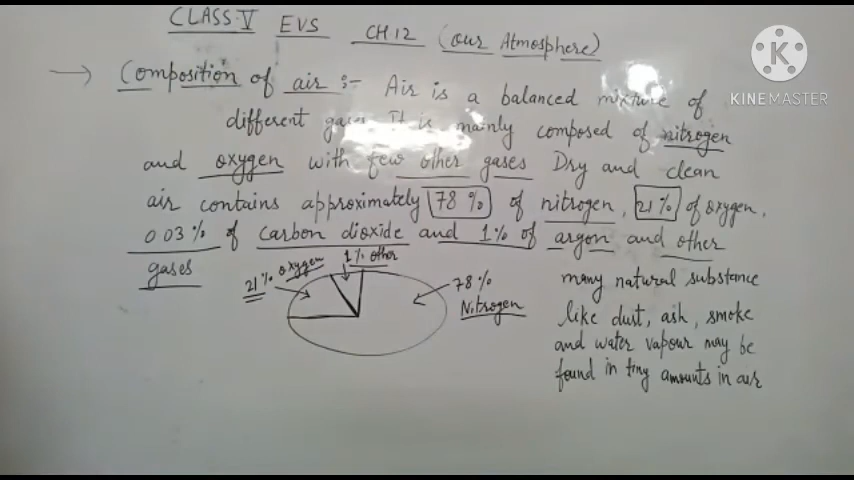 CLASS-V EVS CH 12 (our Atmosphere)
K
KINEMASTER
→ Composition of air :- Air is a balanced mixture of
different gases It is mainly composed of nitrogen
and oxygen with few other gases Dry and clean
air contains approximately 78% of nitrogen, 21% of oxygen,
0.03% of Carbon dioxide and 1% of argon and other
gases
21% oxygen
1% other
78%
Nitrogen
many natural substance
like dust, ash, smoke
and water vapour may be
found in tiny amounts in air